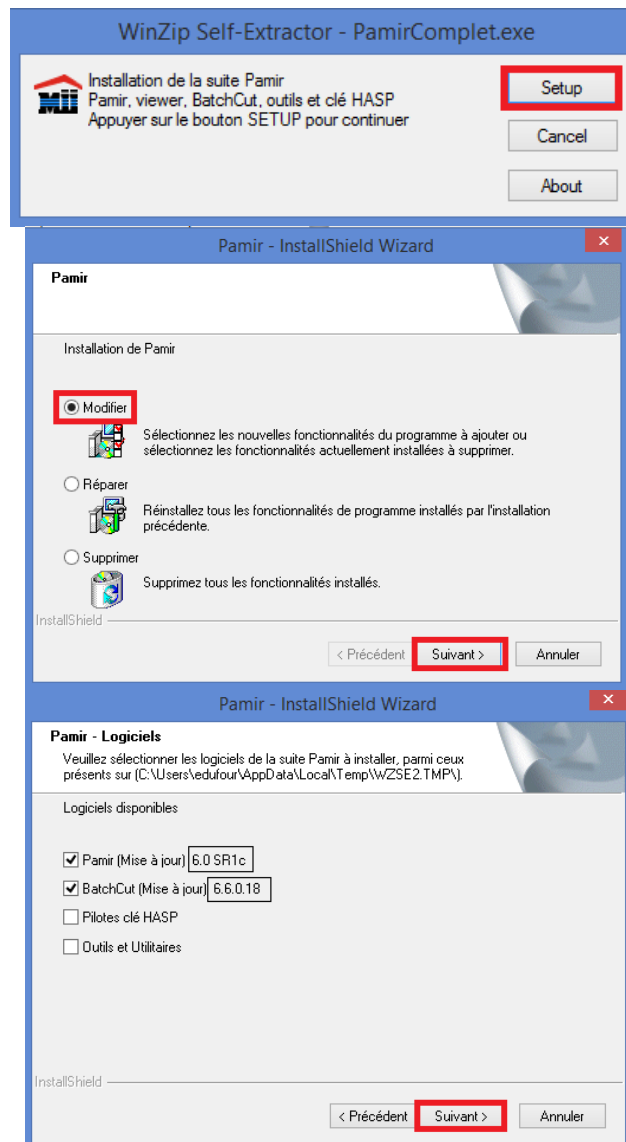 WinZip Self-Extractor - PamirComplet.exe
Mii
Installation de la suite Pamir
Pamir, viewer, BatchCut, outils et clé HASP
Appuyer sur le bouton SETUP pour continuer
Setup
Cancel
About
Pamir - InstallShield Wizard
Pamir
Installation de Pamir
Modifier
Sélectionnez les nouvelles fonctionnalités du programme à ajouter ou
sélectionnez les fonctionnalités actuellement installées à supprimer.
Réparer
Réinstallez tous les fonctionnalités de programme installés par l'installation
précédente.
Supprimer
Supprimez tous les fonctionnalités installés.
InstallShield
< Précédent
Suivant >
Annuler
Pamir - InstallShield Wizard
Pamir - Logiciels
Veuillez sélectionner les logiciels de la suite Pamir à installer, parmi ceux
présents sur (C:\Users\edufour\AppData\Local\Temp\WZSE2.TMP\).
Logiciels disponibles
Pamir (Mise à jour) 6.0 SR1c
BatchCut (Mise à jour) 6.6.0.18
Pilotes clé HASP
Outils et Utilitaires
InstallShield
< Précédent
Suivant >
Annuler